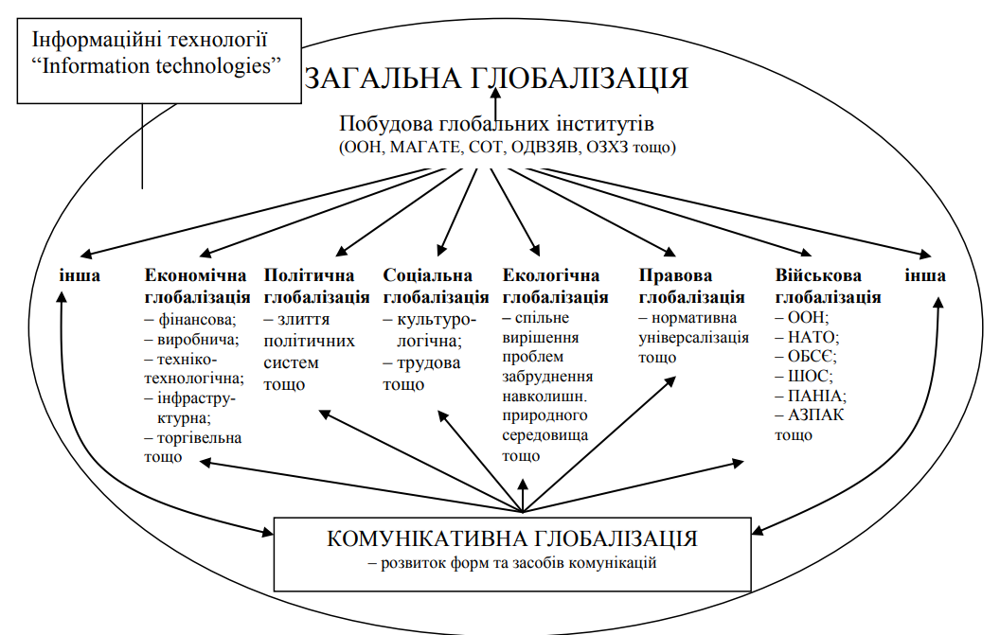 Інформаційні технології
“Information technologies”
ЗАГАЛЬНА ГЛОБАЛІЗАЦІЯ
Побудова глобальних інститутів
(ООН, МАГАТЕ, СОТ, ОДВЗЯВ, ОЗХЗ тощо)
інша
Економічна
глобалізація
– фінансова;
– виробнича;
– техніко-
технологічна;
– інфрастру-
ктурна;
– торгівельна
тощо
Політична
глобалізація
– злиття
політичних
систем
тощо
Соціальна
глобалізація
– культуро-
логічна;
– трудова
тощо
Екологічна
глобалізація
– спільне
вирішення
проблем
забруднення
навколишн.
природного
середовища
тощо
Правова
глобалізація
– нормативна
універсалізація
тощо
Військова
глобалізація
– ООН;
– НАТО;
– ОБСЄ;
– ШОС;
– ПАНІА;
– АЗПАК
тощо
інша
КОМУНІКАТИВНА ГЛОБАЛІЗАЦІЯ
– розвиток форм та засобів комунікацій